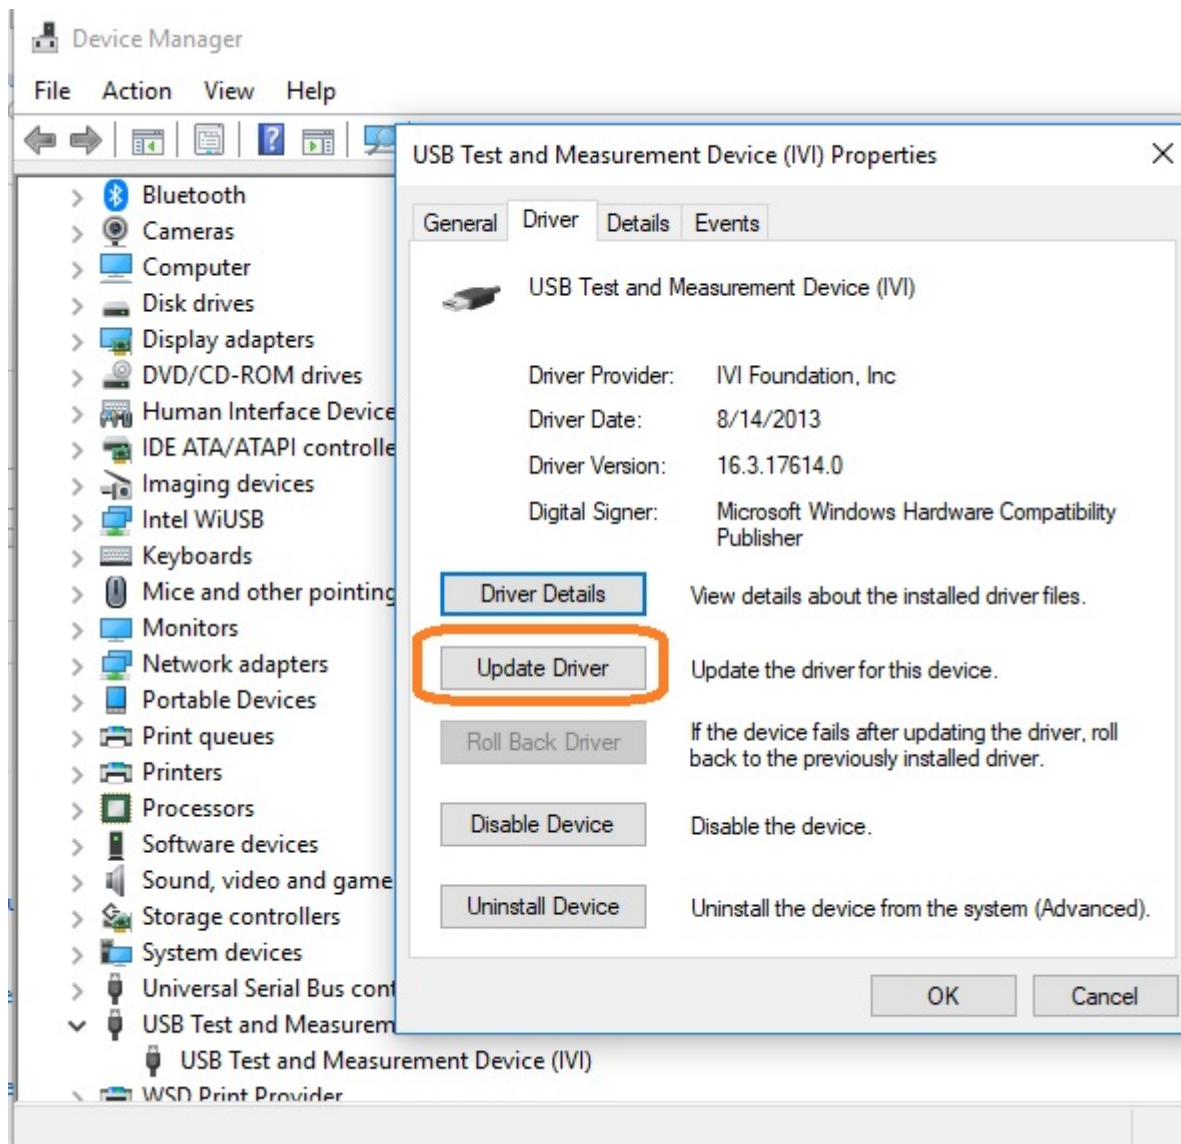 Device Manager
File Action View Help
Bluetooth
Cameras
Computer
Disk drives
Display adapters
DVD/CD-ROM drives
Human Interface Device
IDE ATA/ATAPI controlle
Imaging devices
Intel WiUSB
Keyboards
Mice and other pointing
Monitors
Network adapters
Portable Devices
Print queues
Printers
Processors
Software devices
Sound, video and game
Storage controllers
System devices
Universal Serial Bus cont
USB Test and Measurem
USB Test and Measurement Device (IVI)
WSD Print Provider
USB Test and Measurement Device (IVI) Properties
General Driver Details Events
USB Test and Measurement Device (IVI)
Driver Provider: IVI Foundation, Inc
Driver Date: 8/14/2013
Driver Version: 16.3.17614.0
Digital Signer: Microsoft Windows Hardware Compatibility
Publisher
Driver Details View details about the installed driver files.
Update Driver Update the driver for this device.
Roll Back Driver If the device fails after updating the driver, roll
back to the previously installed driver.
Disable Device Disable the device.
Uninstall Device Uninstall the device from the system (Advanced).
OK Cancel